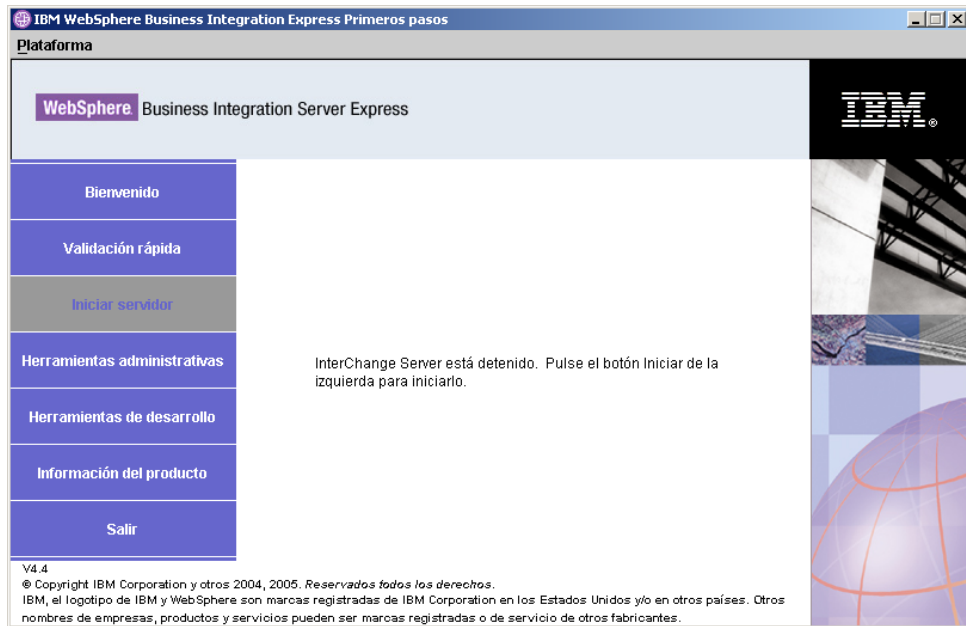 IBM WebSphere Business Integration Express Primeros pasos
Plataforma
WebSphere Business Integration Server Express
IBM®
Bienvenido
Validación rápida
Iniciar servidor
Herramientas administrativas
Herramientas de desarrollo
Información del producto
Salir
InterChange Server está detenido. Pulse el botón Iniciar de la
izquierda para iniciarlo.
V4.4
© Copyright IBM Corporation y otros 2004, 2005. Reservados todos los derechos.
IBM, el logotipo de IBM y WebSphere son marcas registradas de IBM Corporation en los Estados Unidos y/o en otros países. Otros
nombres de empresas, productos y servicios pueden ser marcas registradas o de servicio de otros fabricantes.